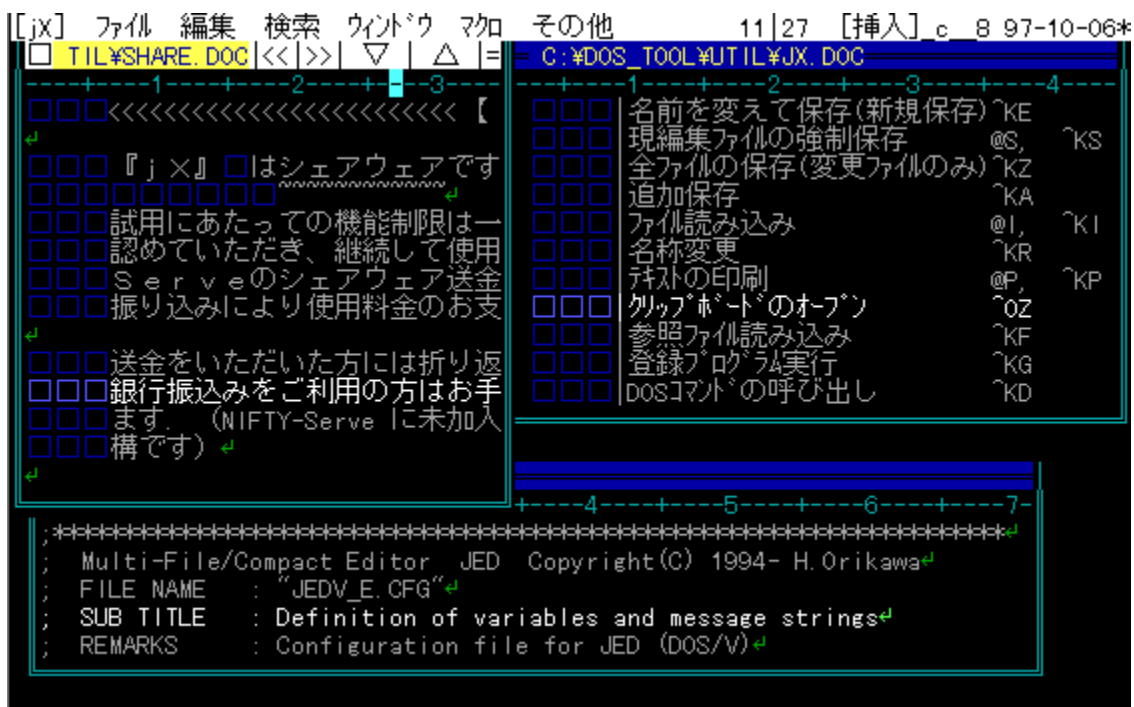 [jX] ﾌｧｲﾙ 編集 検索 ｳｨﾝﾄﾞｳ ﾏｸﾛ その他 11|27 [挿入]_c__8 97-10-06*
□ TIL¥SHARE.DOC|<<|>>| ▽ | △ |=
----+----1----+----2----+----3----
□□□<<<<<<<<<<<<<<<<<<<<<<<<<<< 【
↵
□□□ 『ｊＸ』 □はシェアウェアです
□□□□□□□□□ ~~~~~~~~~~~~~~~~~~↵
□□□試用にあたっての機能制限は一
□□□認めていただき、継続して使用
□□□Ｓｅｒｖｅのシェアウェア送金
□□□振り込みにより使用料金のお支
↵
□□□送金をいただいた方には折り返
□□□銀行振込みをご利用の方はお手
□□□ます. (NIFTY-Serve に未加入
□□□構です) ↵
↵
C:¥DOS_TOOL¥UTIL¥JX.DOC
---+----1----+----2----+----3----+----4----
□□□|名前を変えて保存(新規保存)^KE
□□□|現編集ﾌｧｲﾙの強制保存 @S, ^KS
□□□|全ﾌｧｲﾙの保存(変更ﾌｧｲﾙのみ)^KZ
□□□|追加保存 ^KA
□□□|ﾌｧｲﾙ読み込み @I, ^KI
□□□|名称変更 ^KR
□□□|ﾃｷｽﾄの印刷 @P, ^KP
□□□|ｸﾘｯﾌﾟﾎﾞｰﾄﾞのｵｰﾌﾟﾝ ^OZ
□□□|参照ﾌｧｲﾙ読み込み ^KF
□□□|登録ﾌﾟﾛｸﾞﾗﾑ実行 ^KG
□□□|DOSｺﾏﾝﾄﾞの呼び出し ^KD
+----4----+----5----+----6----+----7-
;********************************************************************↵
; Multi-File/Compact Editor JED Copyright(C) 1994- H.Orikawa↵
; FILE NAME : "JEDV_E.CFG"↵
; SUB TITLE : Definition of variables and message strings↵
; REMARKS : Configuration file for JED (DOS/V)↵